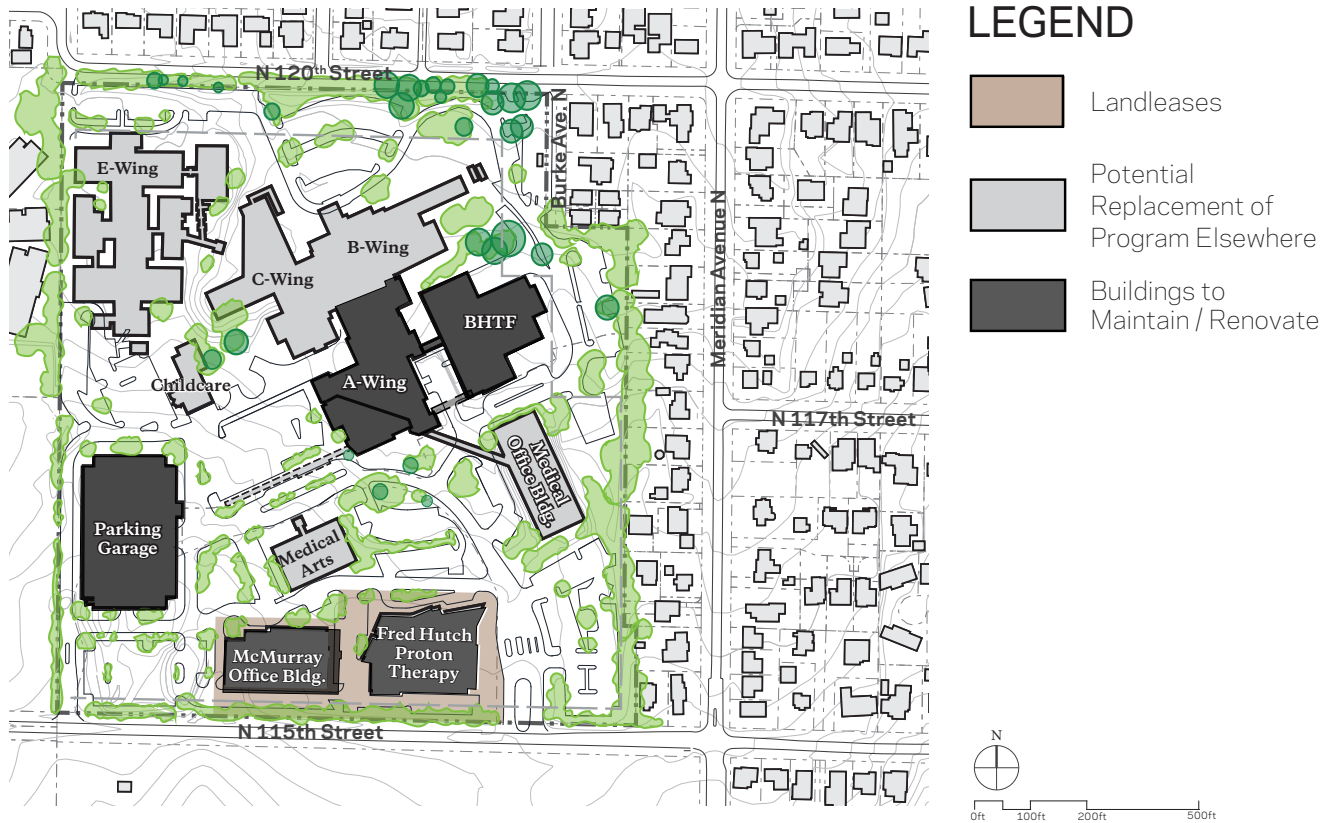 LEGEND
Landleases
Potential
Replacement of
Program Elsewhere
Buildings to
Maintain / Renovate
N 120th Street
Burke Ave. N
E-Wing
B-Wing
C-Wing
Meridian Avenue N
BHTF
A-Wing
Childcare
N 117th Street
Medical
Office Bldg.
Parking
Garage
Medical
Arts
Fred Hutch
Proton
Therapy
McMurray
Office Bldg.
N 115th Street
N
0ft 100ft 200ft 500ft